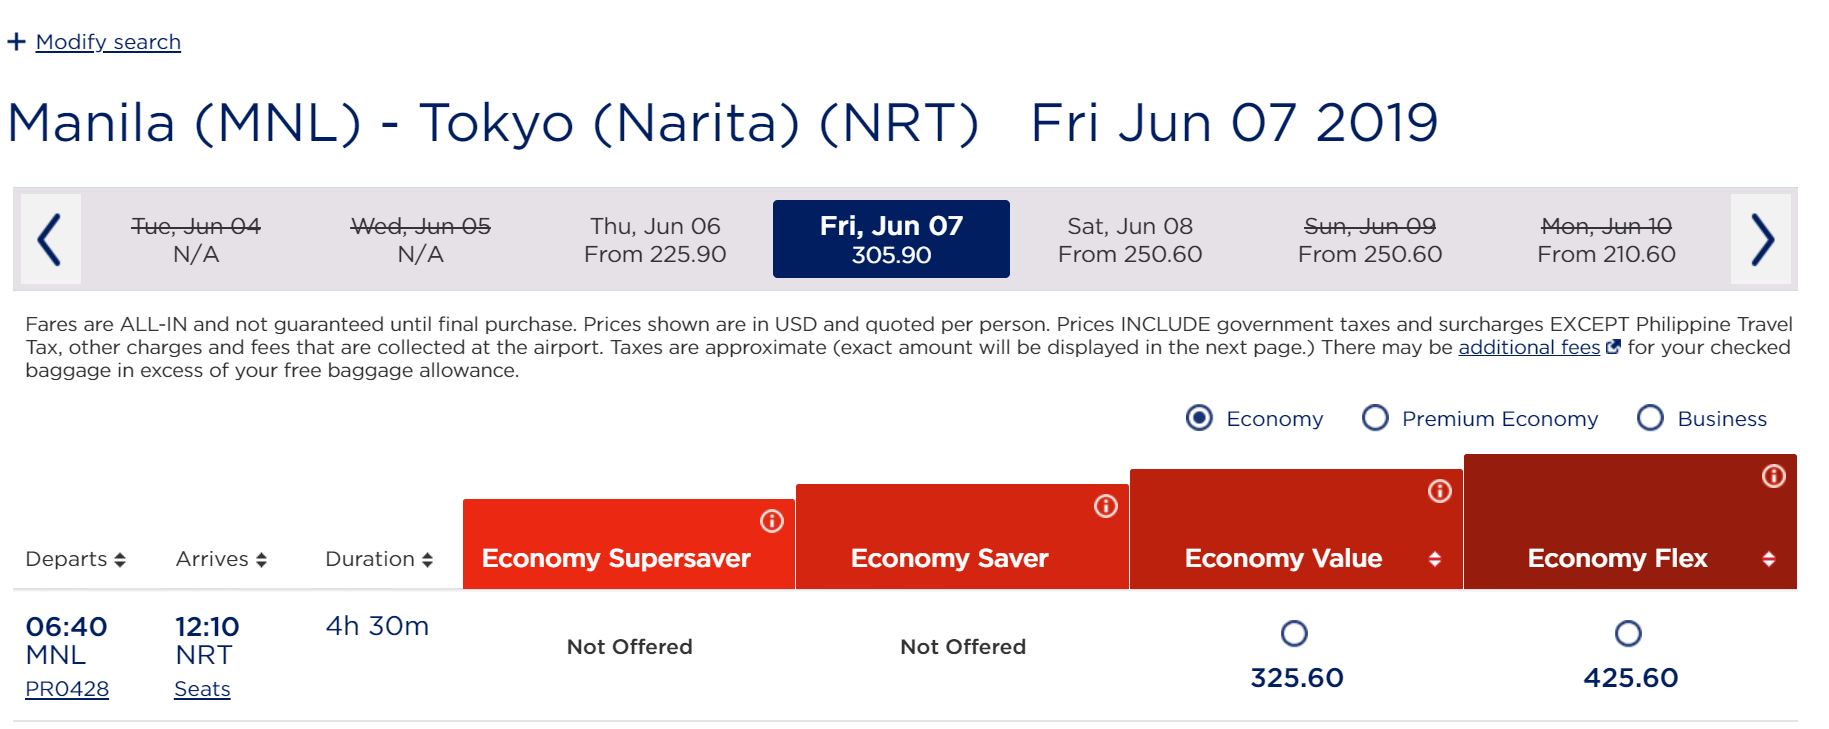 + Modify search
Manila (MNL) - Tokyo (Narita) (NRT) Fri Jun 07 2019
Tue, Jun 04 Wed, Jun 05 Thu, Jun 06 Fri, Jun 07 Sat, Jun 08 Sun, Jun 09 Mon, Jun 10
N/A N/A From 225.90 305.90 From 250.60 From 250.60 From 210.60
Fares are ALL-IN and not guaranteed until final purchase. Prices shown are in USD and quoted per person. Prices INCLUDE government taxes and surcharges EXCEPT Philippine Travel
Tax, other charges and fees that are collected at the airport. Taxes are approximate (exact amount will be displayed in the next page.) There may be additional fees for your checked
baggage in excess of your free baggage allowance.
Economy Premium Economy Business
Departs Arrives Duration Economy Supersaver Economy Saver Economy Value Economy Flex
06:40 12:10 4h 30m
MNL NRT Not Offered Not Offered
PR0428 Seats 325.60 425.60